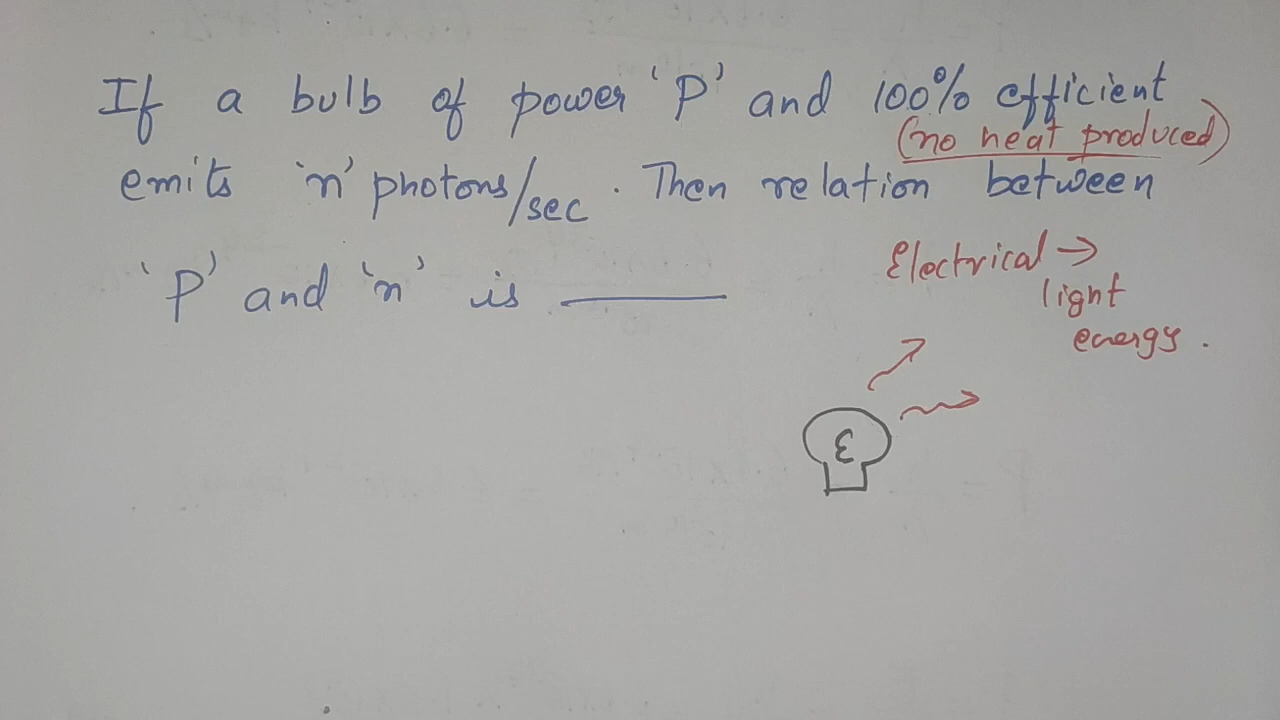 If a bulb of power 'P' and 100% efficient
(no heat produced)
emits 'n' photons/sec . Then relation between
'P' and 'n' is ______
Electrical →
light
energy .
ε